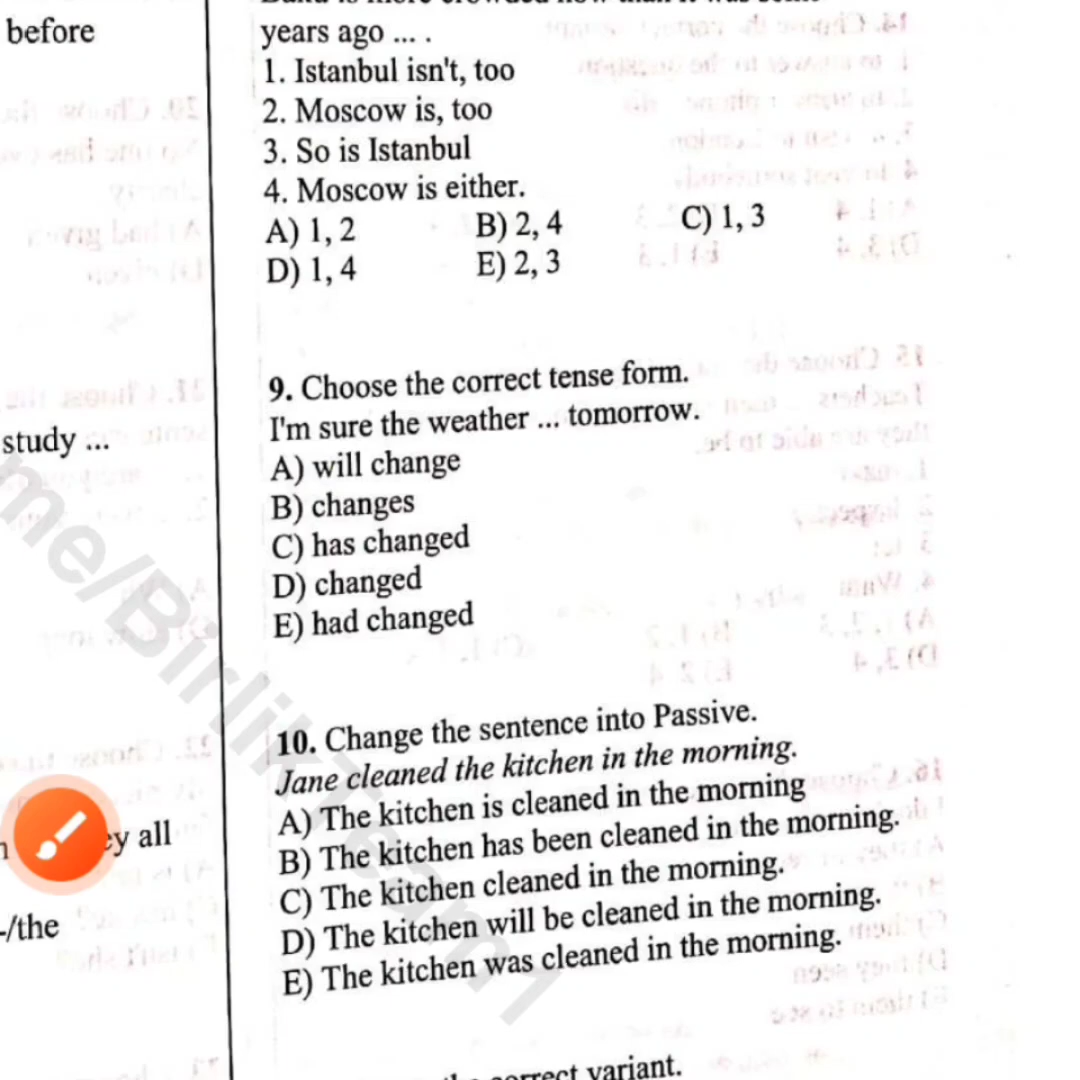 before
study ...
ey all
-/the
years ago ... .
1. Istanbul isn't, too
2. Moscow is, too
3. So is Istanbul
4. Moscow is either.
A) 1, 2 B) 2, 4 C) 1, 3
D) 1, 4 E) 2, 3
9. Choose the correct tense form.
I'm sure the weather ... tomorrow.
A) will change
B) changes
C) has changed
D) changed
E) had changed
10. Change the sentence into Passive.
Jane cleaned the kitchen in the morning.
A) The kitchen is cleaned in the morning
B) The kitchen has been cleaned in the morning.
C) The kitchen cleaned in the morning.
D) The kitchen will be cleaned in the morning.
E) The kitchen was cleaned in the morning.
correct variant.
me/BirlikTeam1